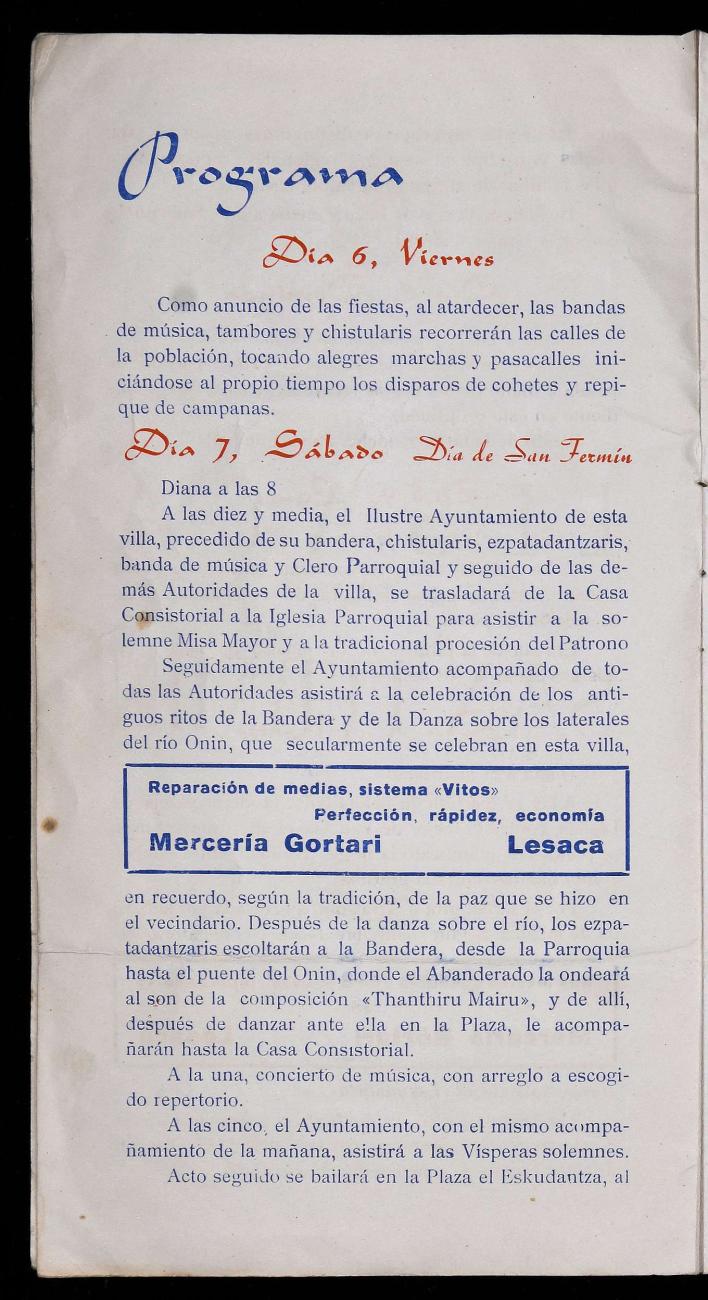 Programa
Día 6, Viernes
Como anuncio de las fiestas, al atardecer, las bandas
de música, tambores y chistularis recorrerán las calles de
la población, tocando alegres marchas y pasacalles ini-
ciándose al propio tiempo los disparos de cohetes y repi-
que de campanas.
Día 7, Sábado Día de San Fermín
Diana a las 8
A las diez y media, el Ilustre Ayuntamiento de esta
villa, precedido de su bandera, chistularis, ezpatadantzaris,
banda de música y Clero Parroquial y seguido de las de-
más Autoridades de la villa, se trasladará de la Casa
Consistorial a la Iglesia Parroquial para asistir a la so-
lemne Misa Mayor y a la tradicional procesión del Patrono
Seguidamente el Ayuntamiento acompañado de to-
das las Autoridades asistirá a la celebración de los anti-
guos ritos de la Bandera y de la Danza sobre los laterales
del río Onin, que secularmente se celebran en esta villa,
Reparación de medias, sistema «Vitos»
Perfección, rápidez, economía
Mercería Gortari Lesaca
en recuerdo, según la tradición, de la paz que se hizo en
el vecindario. Después de la danza sobre el río, los ezpa-
tadantzaris escoltarán a la Bandera, desde la Parroquia
hasta el puente del Onin, donde el Abanderado la ondeará
al son de la composición «Thanthiru Mairu», y de allí,
después de danzar ante e!la en la Plaza, le acompa-
ñarán hasta la Casa Consistorial.
A la una, concierto de música, con arreglo a escogi-
do repertorio.
A las cinco, el Ayuntamiento, con el mismo acompa-
ñamiento de la mañana, asistirá a las Vísperas solemnes.
Acto seguido se bailará en la Plaza el Eskudantza, al